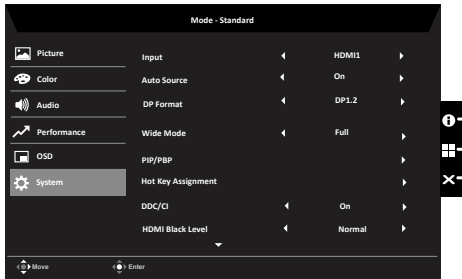 Mode - Standard
Picture
Color
Audio
Performance
OSD
System
Input HDMI1
Auto Source On
DP Format DP1.2
Wide Mode Full
PIP/PBP
Hot Key Assignment
DDC/CI On
HDMI Black Level Normal
Move Enter